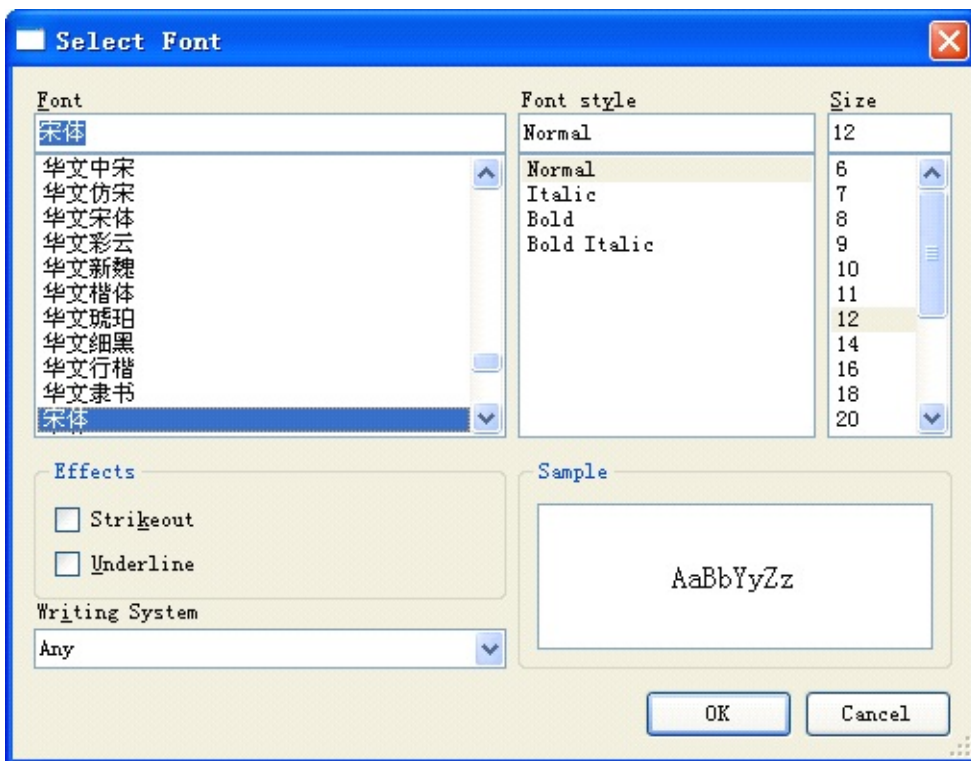 Select Font
Font
宋体
华文中宋
华文仿宋
华文宋体
华文彩云
华文新魏
华文楷体
华文琥珀
华文细黑
华文行楷
华文隶书
宋体
Font style
Normal
Normal
Italic
Bold
Bold Italic
Size
12
6
7
8
9
10
11
12
14
16
18
20
Effects
Strikeout
Underline
Writing System
Any
Sample
AaBbYyZz
OK
Cancel